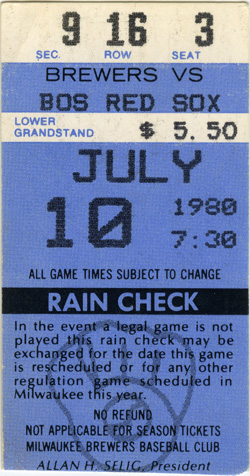 9 16 3
SEC. ROW SEAT
BREWERS VS
BOS RED SOX
LOWER
GRANDSTAND $ 5.50
JULY
10 1980
7:30
ALL GAME TIMES SUBJECT TO CHANGE
RAIN CHECK
In the event a legal game is not
played this rain check may be
exchanged for the date this game
is rescheduled or for any other
regulation game scheduled in
Milwaukee this year.
NO REFUND
NOT APPLICABLE FOR SEASON TICKETS
MILWAUKEE BREWERS BASEBALL CLUB
ALLAN H. SELIG, President